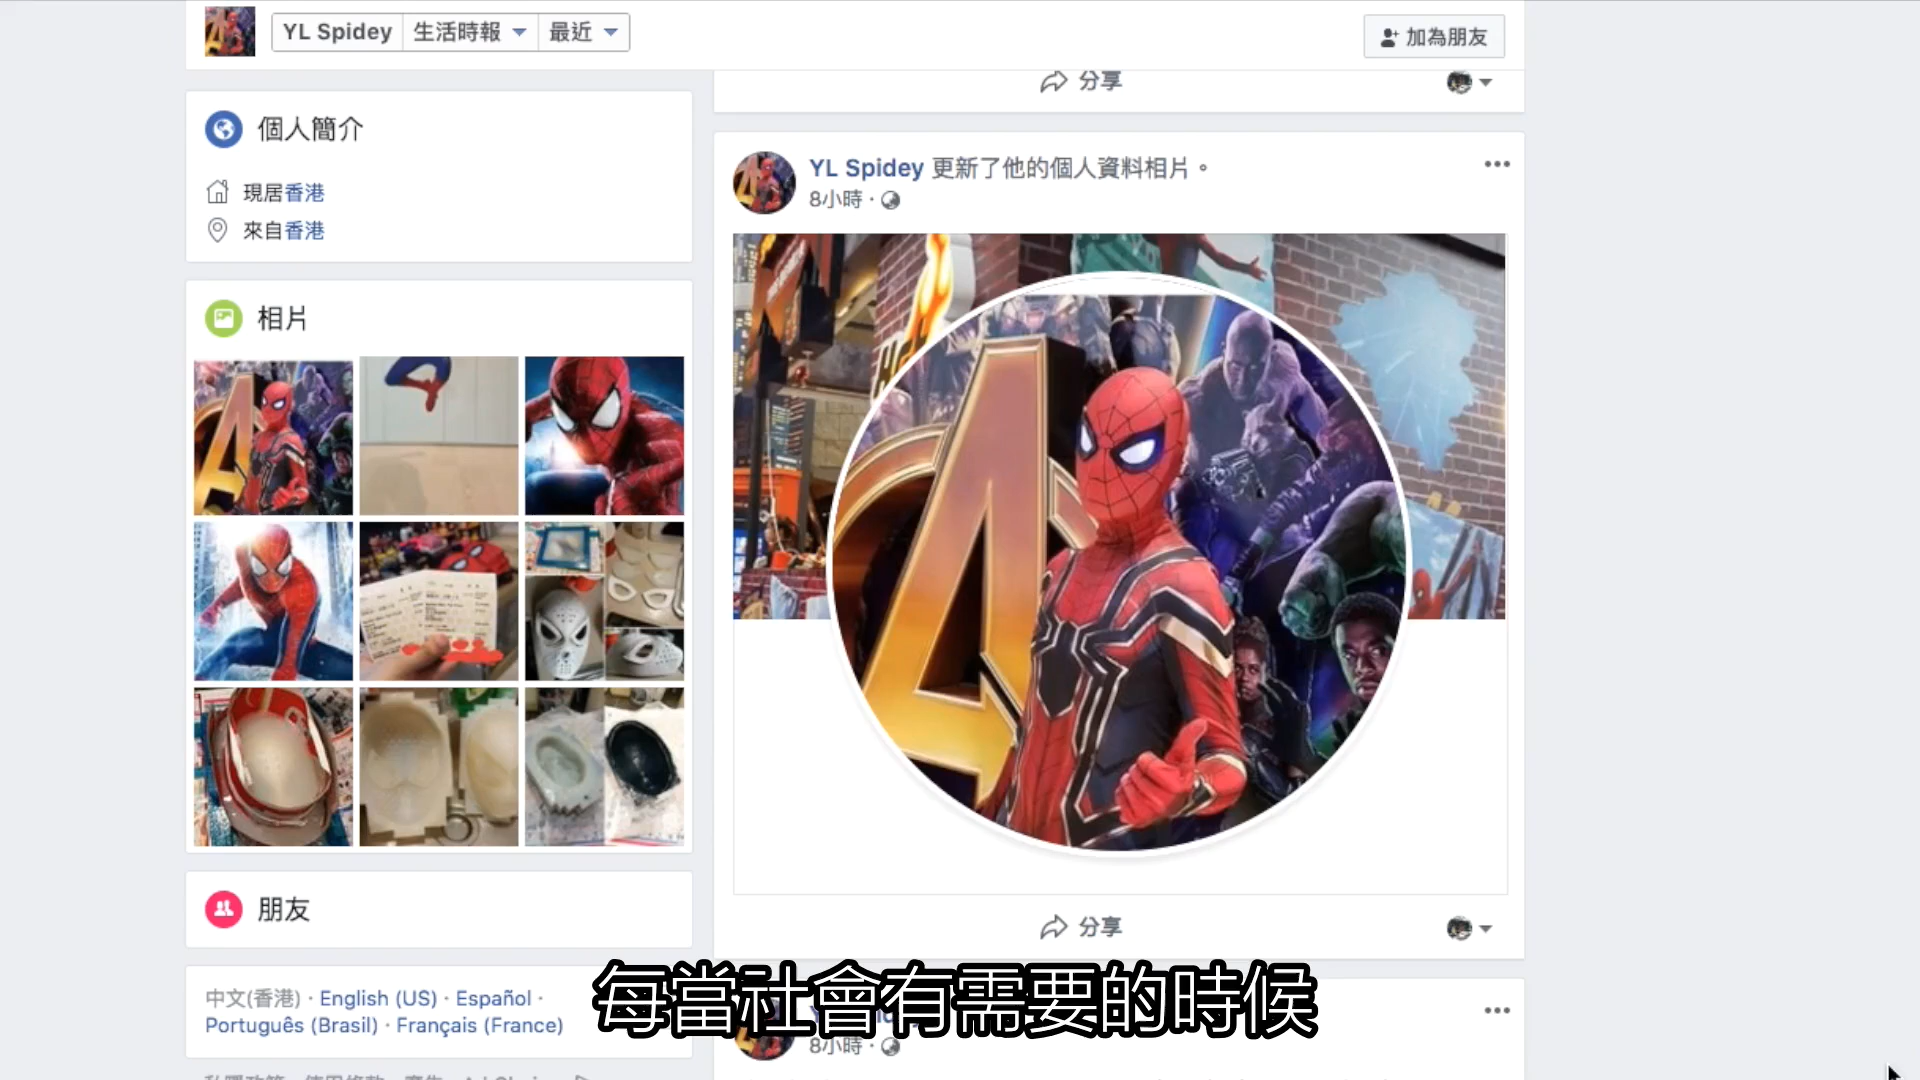 YL Spidey 生活時報 最近
加為朋友
分享
個人簡介
現居香港
來自香港
YL Spidey 更新了他的個人資料相片。
8小時 ·
相片
朋友
分享
中文(香港) · English (US) · Español ·
Português (Brasil) · Français (France)
每當社會有需要的時候
8小時 ·